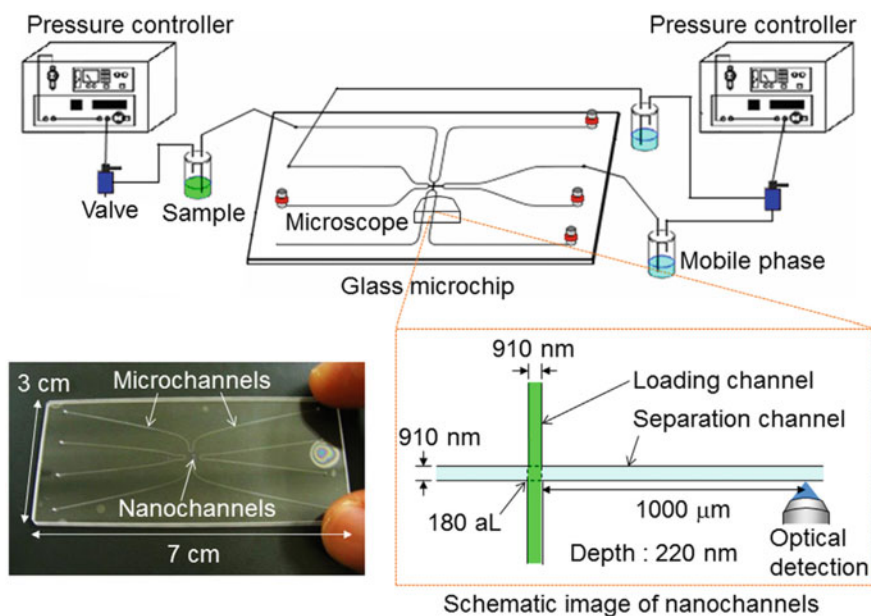 Pressure controller
Pressure controller
Valve
Sample
Microscope
Mobile phase
Glass microchip
3 cm
Microchannels
Nanochannels
7 cm
910 nm
Loading channel
Separation channel
910 nm
180 aL
1000 μm
Depth : 220 nm
Optical
detection
Schematic image of nanochannels